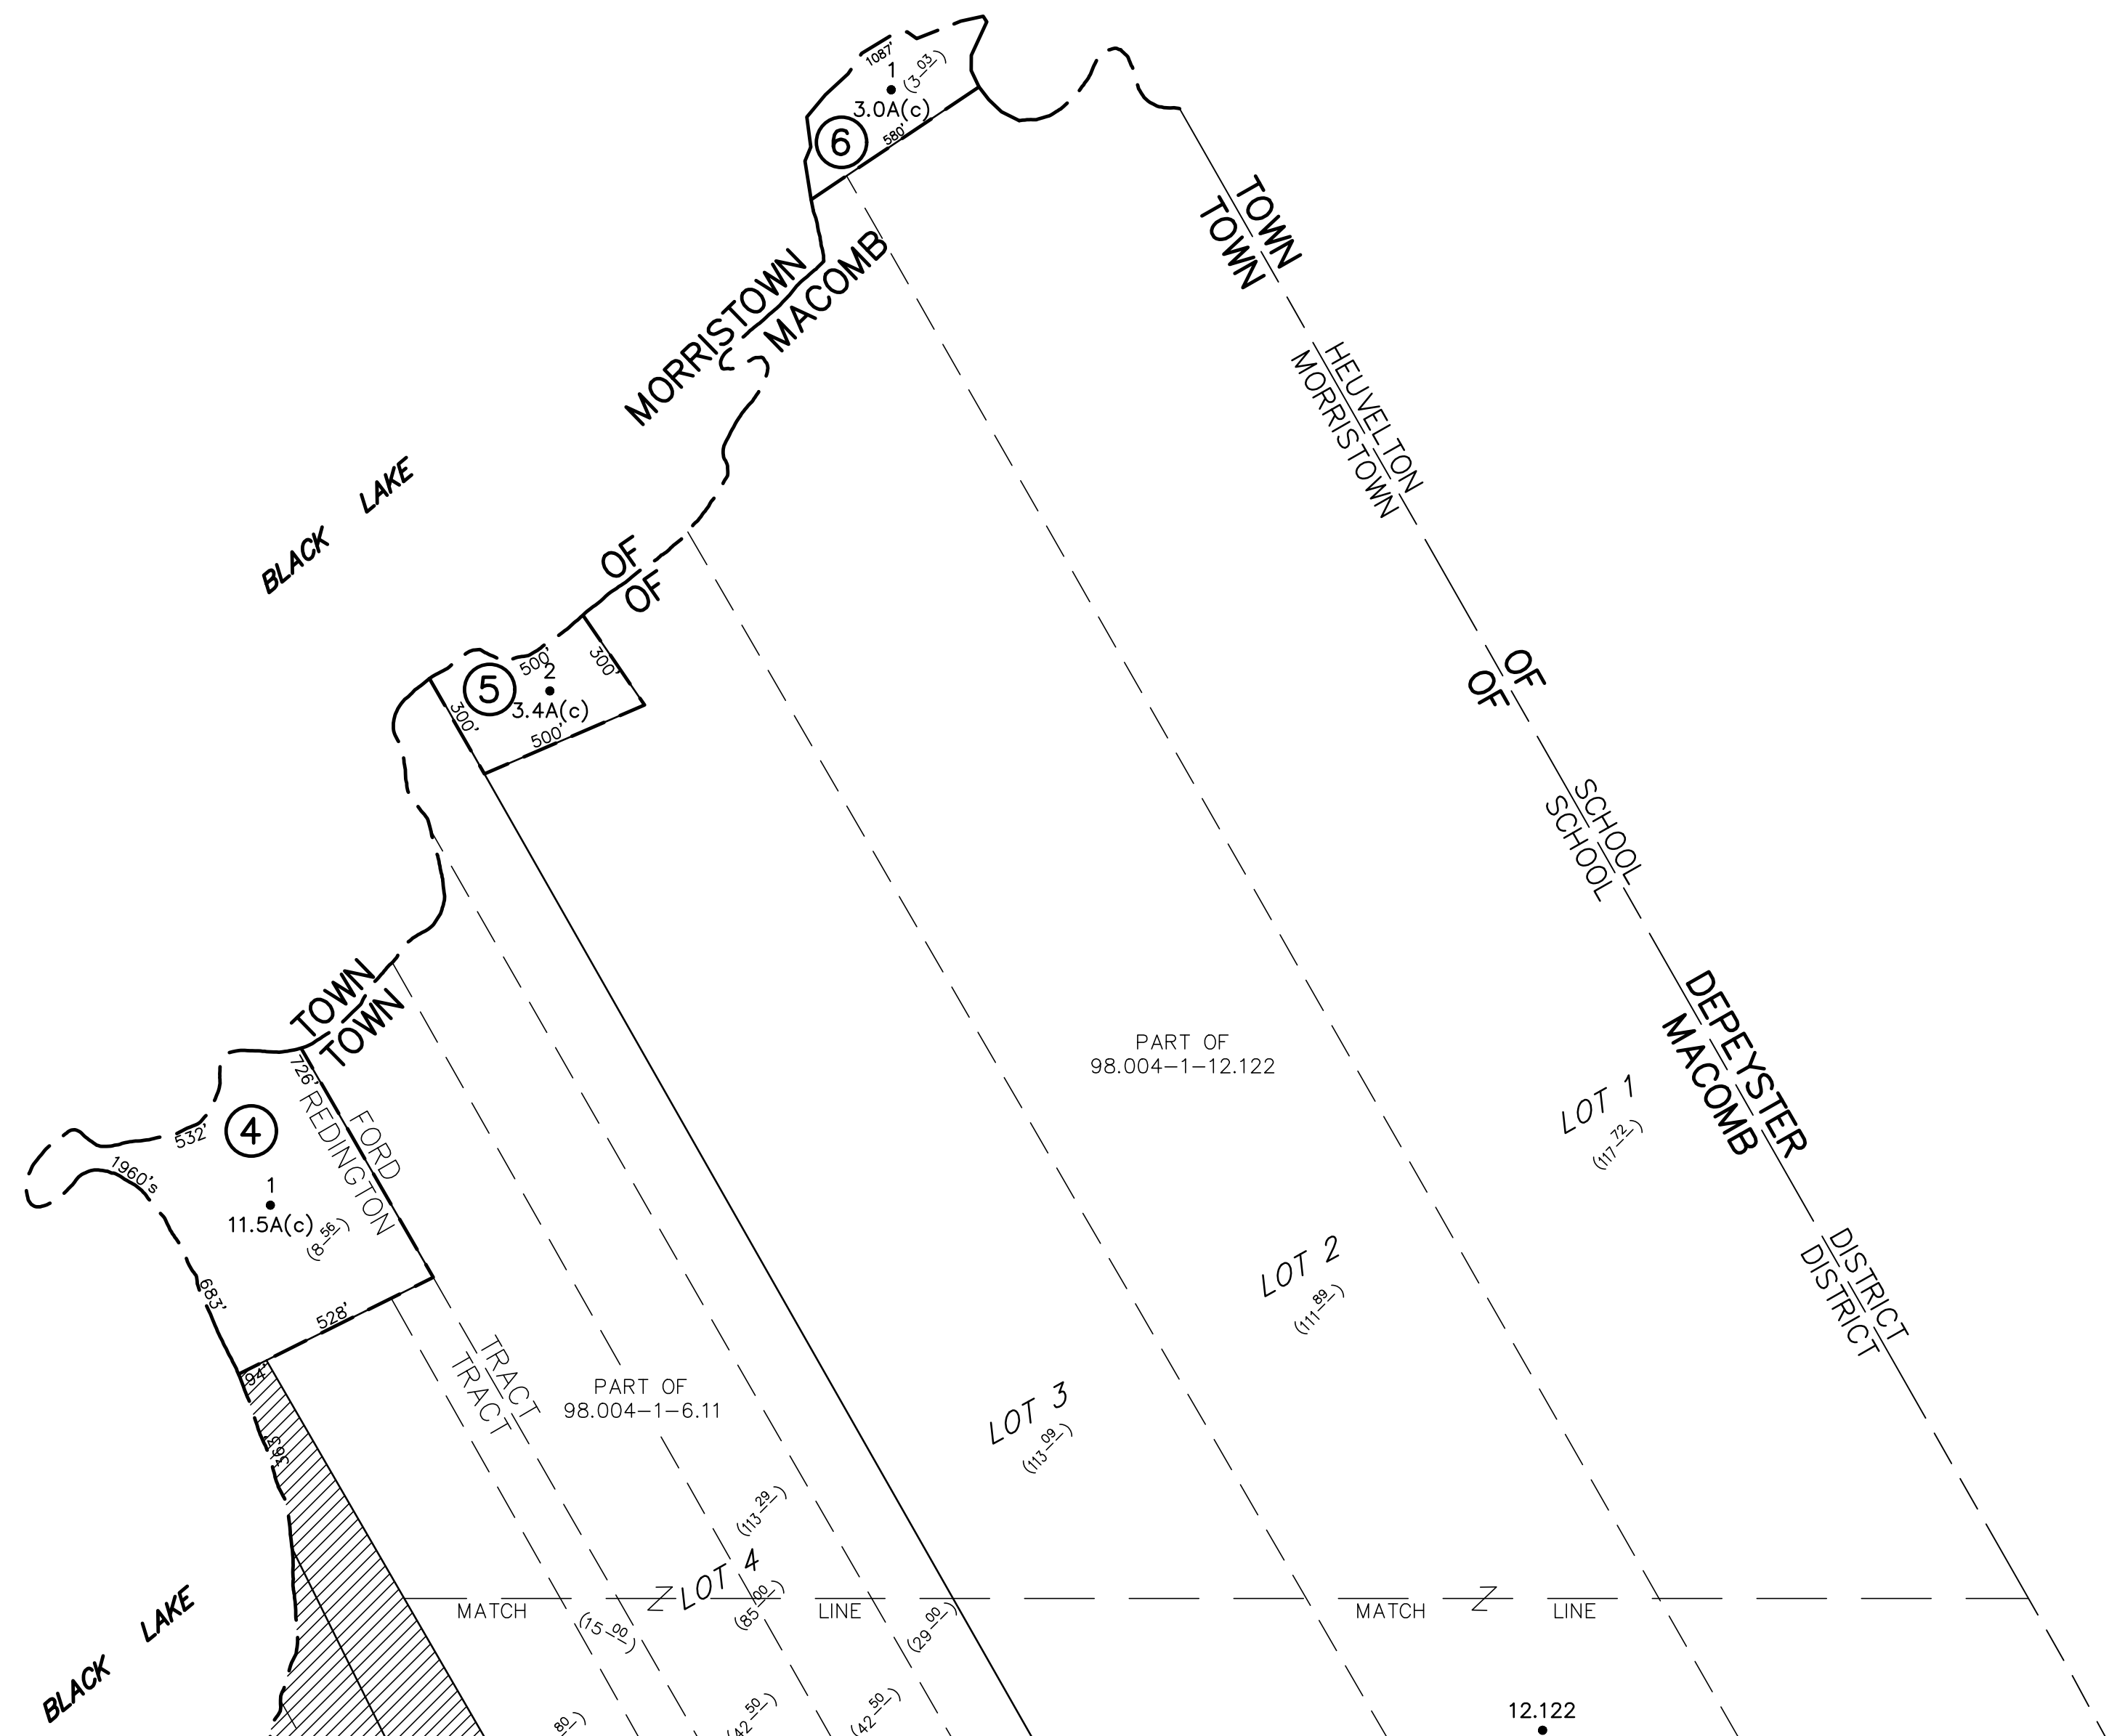 1087'
1
(3 03)
3.0A(c)
6
580'
TOWN
TOWN
MORRISTOWN
MACOMB
HEUVELTON
MORRISTOWN
BLACK LAKE
OF
OF
500'
2
300'
5
300'
3.4A(c)
500'
OF
OF
SCHOOL
SCHOOL
TOWN
TOWN
DEPEYSTER
MACOMB
PART OF
98.004-1-12.122
LOT 1
(117 72)
726'
REDINGTON
FORD
4
532'
1960's
1
11.5A(c)
(8 56)
683'
528'
LOT 2
(111 89)
DISTRICT
DISTRICT
TRACT
TRACT
94'
PART OF
98.004-1-6.11
LOT 3
(113 09)
(113 29)
LOT 4
(85 00)
MATCH Z LINE
MATCH Z LINE
(15 00)
(29 00)
BLACK LAKE
80)
(42 50)
(42 50)
12.122